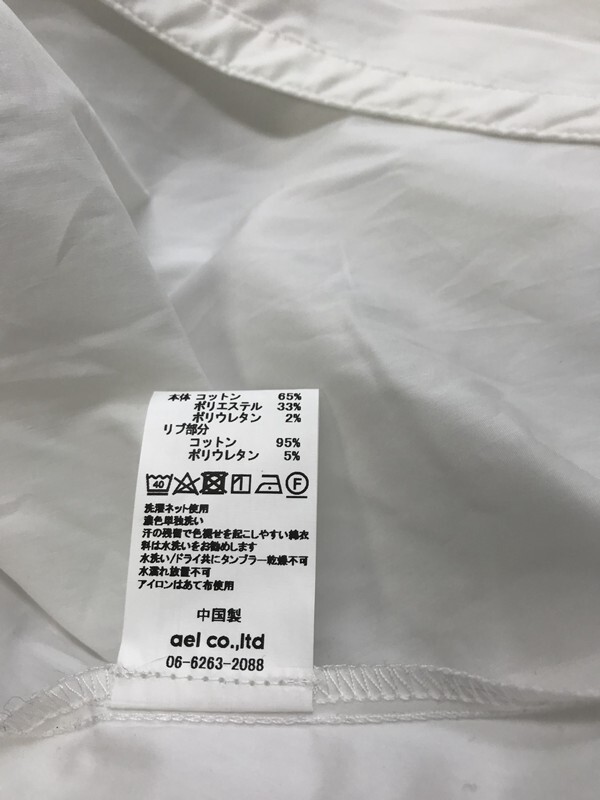 本体 コットン 65%
ポリエステル 33%
ポリウレタン 2%
リブ部分
コットン 95%
ポリウレタン 5%
40 F
洗濯ネット使用
濃色単独洗い
汗の残留で色褪せを起こしやすい綿衣
料は水洗いをお勧めします
水洗い/ドライ共にタンブラー乾燥不可
水濡れ放置不可
アイロンはあて布使用
中国製
ael co.,ltd
06-6263-2088